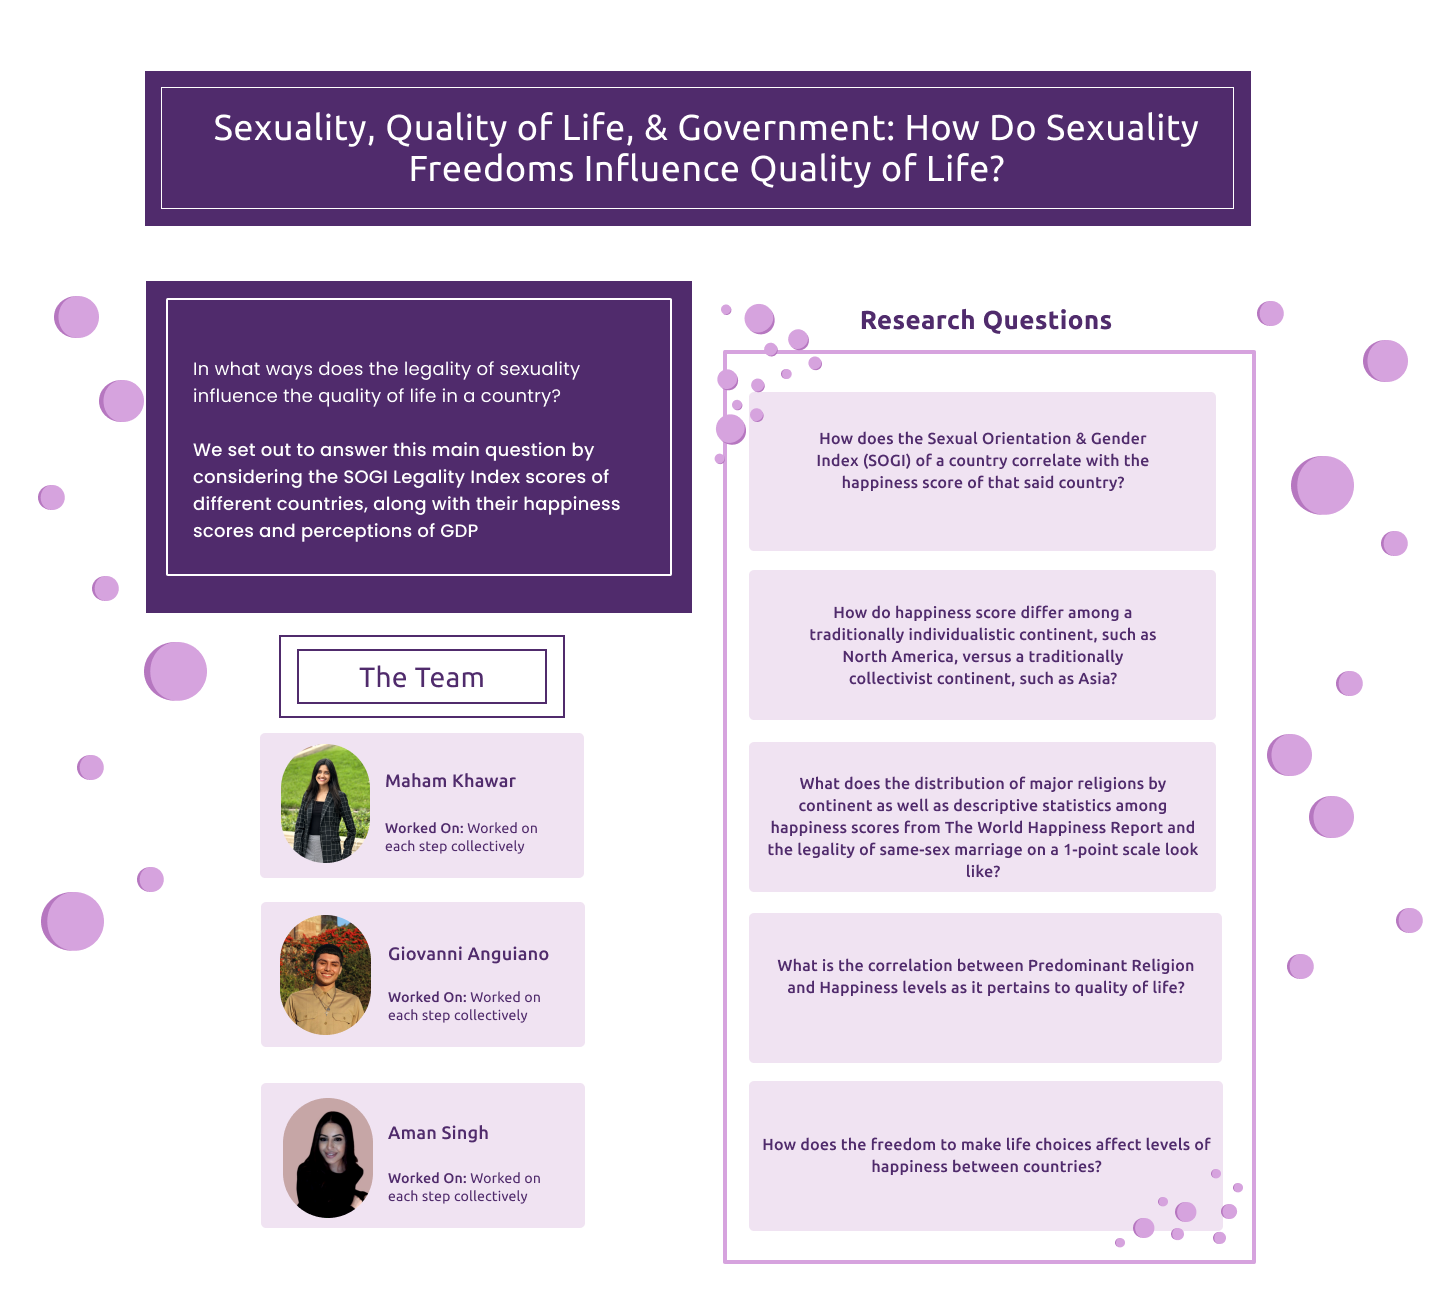 Sexuality, Quality of Life, & Government: How Do Sexuality
Freedoms Influence Quality of Life?
In what ways does the legality of sexuality
influence the quality of life in a country?
We set out to answer this main question by
considering the SOGI Legality Index scores of
different countries, along with their happiness
scores and perceptions of GDP
The Team
Maham Khawar
Worked On: Worked on
each step collectively
Giovanni Anguiano
Worked On: Worked on
each step collectively
Aman Singh
Worked On: Worked on
each step collectively
Research Questions
How does the Sexual Orientation & Gender
Index (SOGI) of a country correlate with the
happiness score of that said country?
How do happiness score differ among a
traditionally individualistic continent, such as
North America, versus a traditionally
collectivist continent, such as Asia?
What does the distribution of major religions by
continent as well as descriptive statistics among
happiness scores from The World Happiness Report and
the legality of same-sex marriage on a 1-point scale look
like?
What is the correlation between Predominant Religion
and Happiness levels as it pertains to quality of life?
How does the freedom to make life choices affect levels of
happiness between countries?